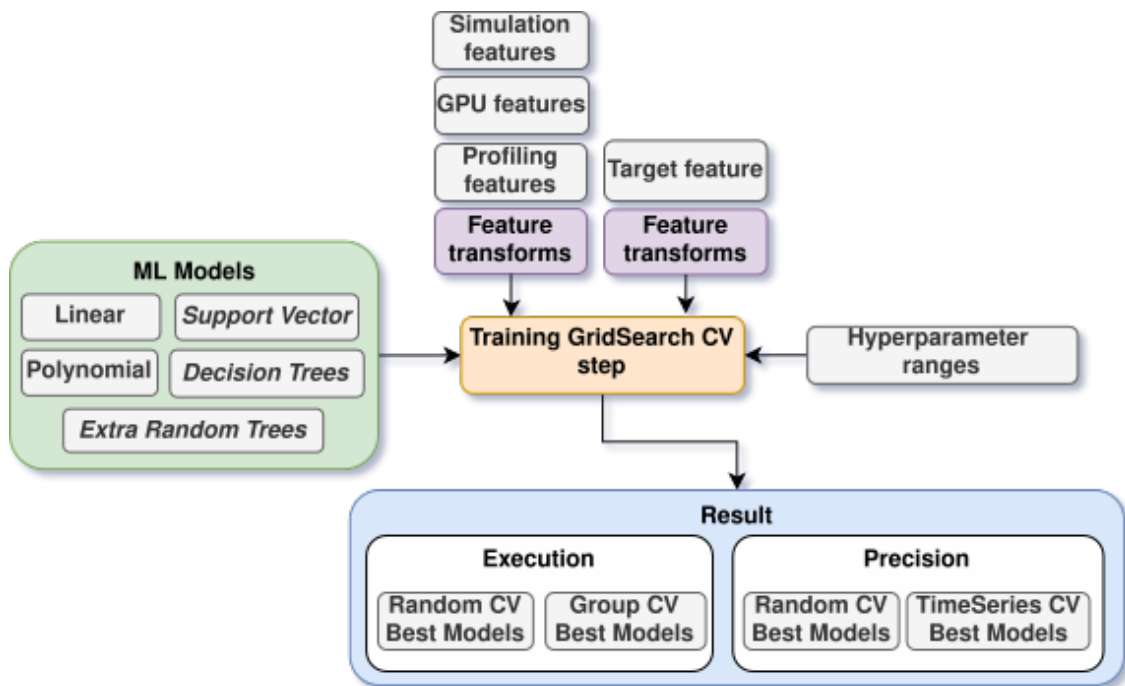 Simulation
features
GPU features
Profiling
features
Target feature
Feature
transforms
Feature
transforms
ML Models
Linear
Support Vector
Polynomial
Decision Trees
Extra Random Trees
Training GridSearch CV
step
Hyperparameter
ranges
Result
Execution
Random CV
Best Models
Group CV
Best Models
Precision
Random CV
Best Models
TimeSeries CV
Best Models